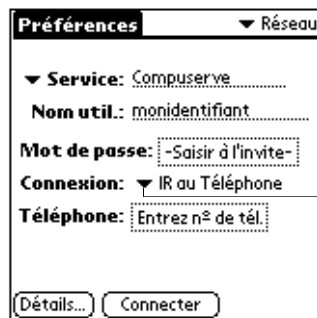 Préférences ▼ Réseau
▼ Service: Compuserve
Nom util.: monidentifiant
Mot de passe: -Saisir à l'invite-
Connexion: ▼ IR au Téléphone
Téléphone: Entrez nº de tél.
Détails... Connecter